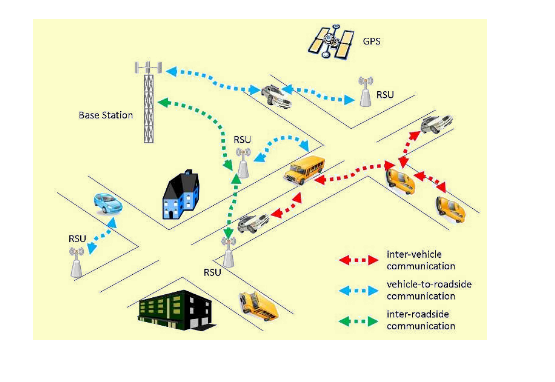 GPS
RSU
Base Station
RSU
RSU
RSU
inter-vehicle
communication
vehicle-to-roadside
communication
inter-roadside
communication